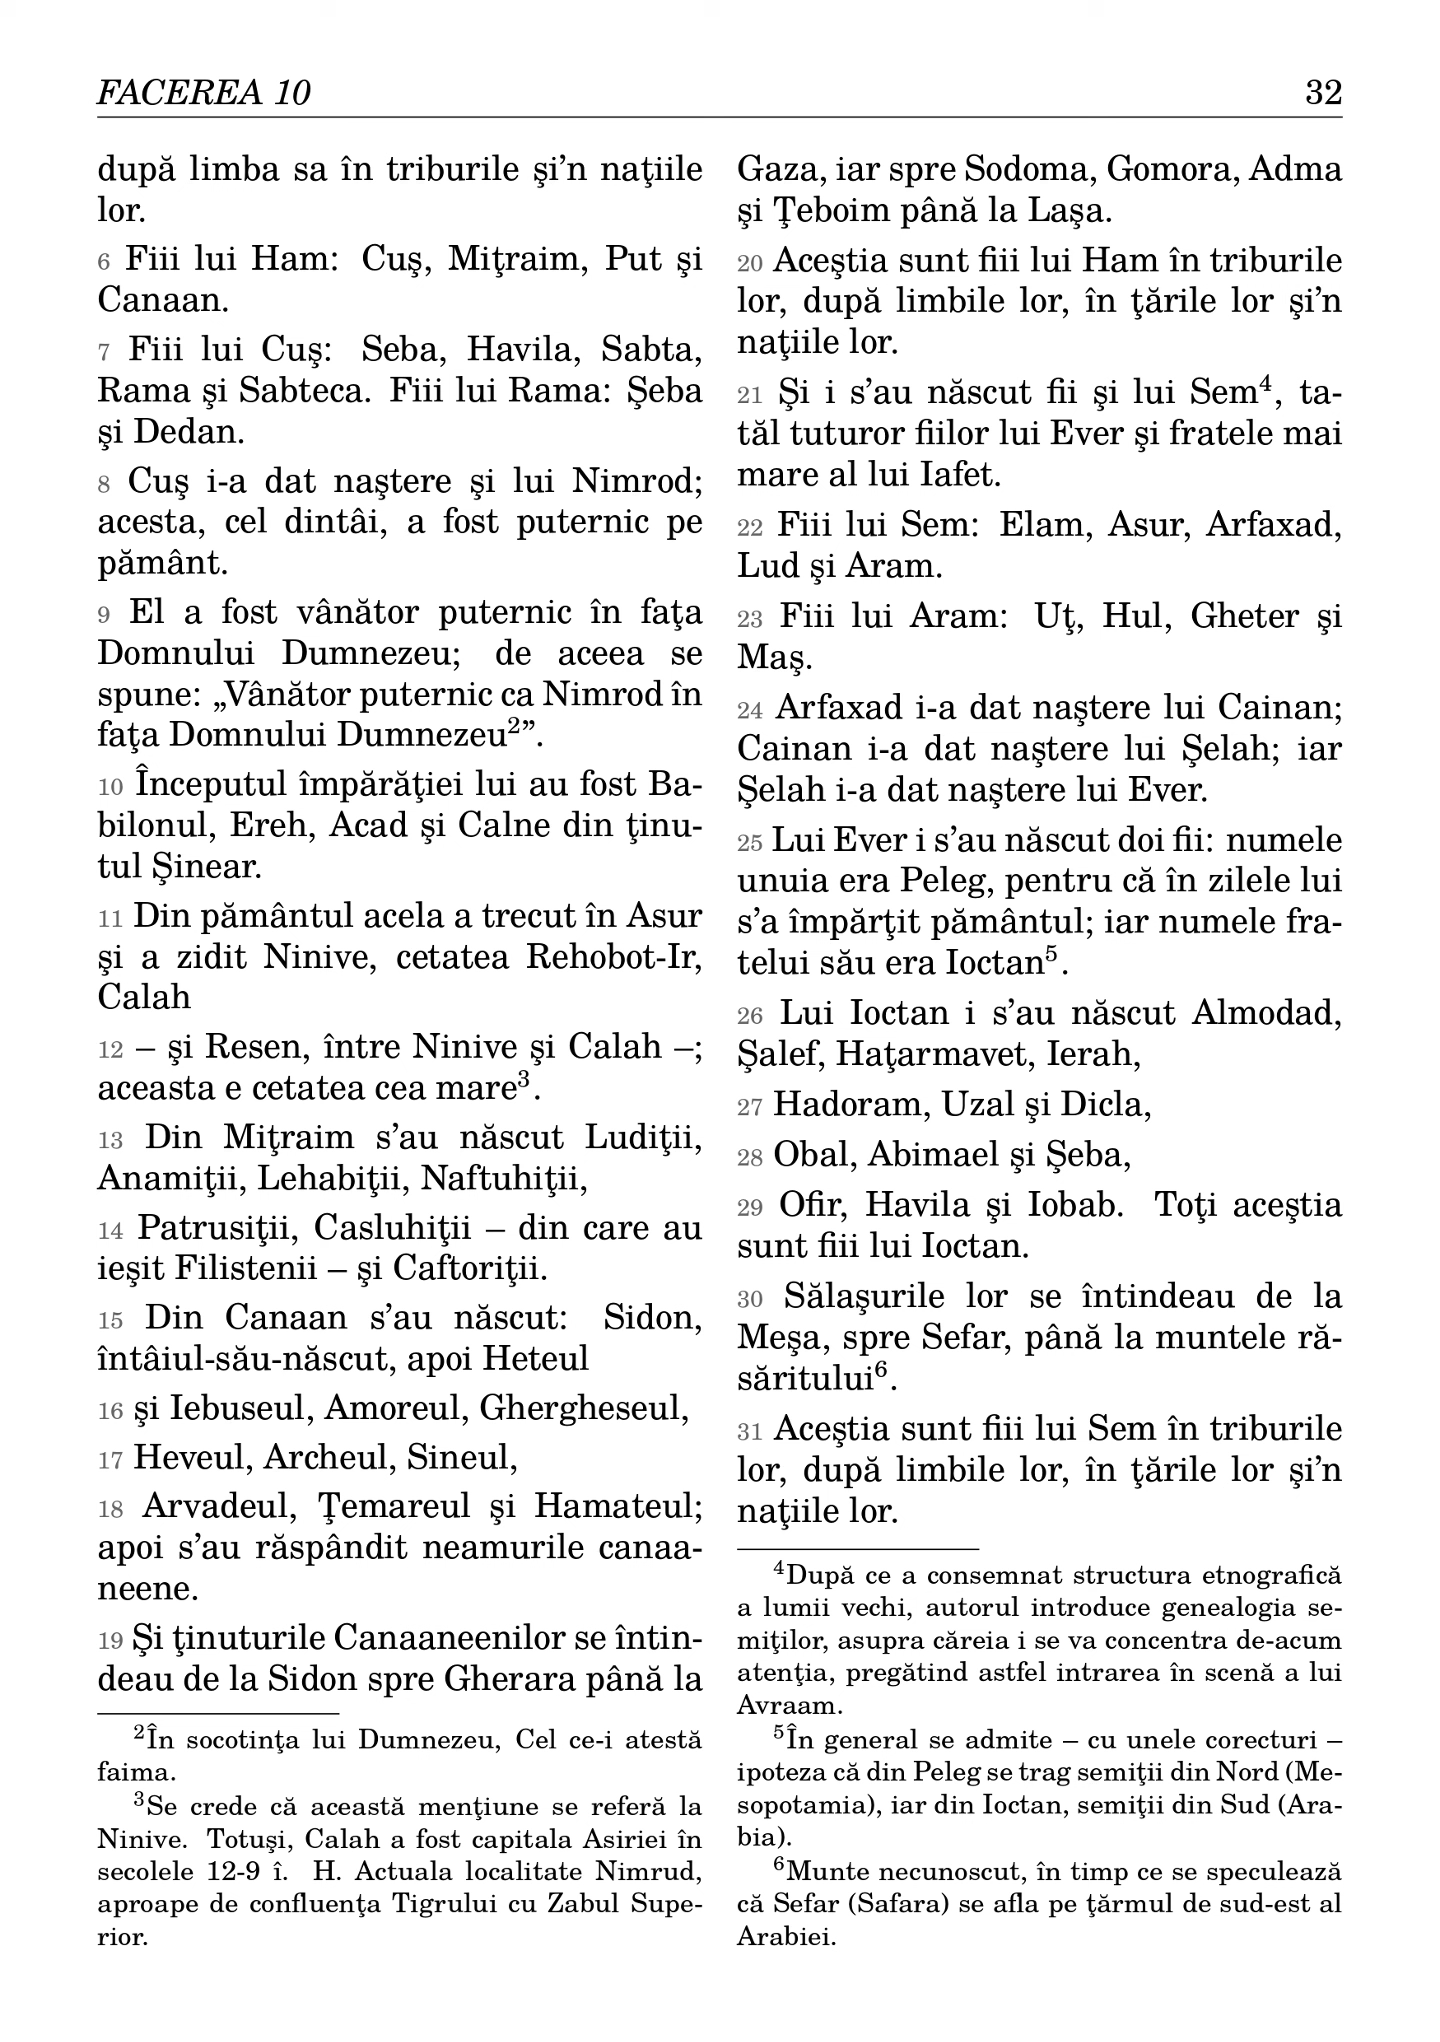 FACEREA 10
32
după limba sa în triburile şi’n naţiile
lor.
6 Fiii lui Ham: Cuş, Miţraim, Put şi
Canaan.
7 Fiii lui Cuş: Seba, Havila, Sabta,
Rama şi Sabteca. Fiii lui Rama: Şeba
şi Dedan.
8 Cuş i-a dat naştere şi lui Nimrod;
acesta, cel dintâi, a fost puternic pe
pământ.
9 El a fost vânător puternic în faţa
Domnului Dumnezeu; de aceea se
spune: „Vânător puternic ca Nimrod în
faţa Domnului Dumnezeu²”.
10 Începutul împărăţiei lui au fost Ba-
bilonul, Ereh, Acad şi Calne din ţinu-
tul Şinear.
11 Din pământul acela a trecut în Asur
şi a zidit Ninive, cetatea Rehobot-Ir,
Calah
12 – şi Resen, între Ninive şi Calah –;
aceasta e cetatea cea mare³.
13 Din Miţraim s’au născut Ludiţii,
Anamiţii, Lehabiţii, Naftuhiţii,
14 Patrusiţii, Casluhiţii – din care au
ieşit Filistenii – şi Caftoriţii.
15 Din Canaan s’au născut: Sidon,
întâiul-său-născut, apoi Heteul
16 şi Iebuseul, Amoreul, Ghergheseul,
17 Heveul, Archeul, Sineul,
18 Arvadeul, Ţemareul şi Hamateul;
apoi s’au răspândit neamurile canaa-
neene.
19 Şi ţinuturile Canaaneenilor se întin-
deau de la Sidon spre Gherara până la
²În socotinţa lui Dumnezeu, Cel ce-i atestă
faima.
³Se crede că această menţiune se referă la
Ninive. Totuşi, Calah a fost capitala Asiriei în
secolele 12-9 î. H. Actuala localitate Nimrud,
aproape de confluenţa Tigrului cu Zabul Supe-
rior.
Gaza, iar spre Sodoma, Gomora, Adma
şi Ţeboim până la Laşa.
20 Aceştia sunt fiii lui Ham în triburile
lor, după limbile lor, în ţările lor şi’n
naţiile lor.
21 Şi i s’au născut fii şi lui Sem⁴, ta-
tăl tuturor fiilor lui Ever şi fratele mai
mare al lui Iafet.
22 Fiii lui Sem: Elam, Asur, Arfaxad,
Lud şi Aram.
23 Fiii lui Aram: Uţ, Hul, Gheter şi
Maş.
24 Arfaxad i-a dat naştere lui Cainan;
Cainan i-a dat naştere lui Şelah; iar
Şelah i-a dat naştere lui Ever.
25 Lui Ever i s’au născut doi fii: numele
unuia era Peleg, pentru că în zilele lui
s’a împărţit pământul; iar numele fra-
telui său era Ioctan⁵.
26 Lui Ioctan i s’au născut Almodad,
Şalef, Haţarmavet, Ierah,
27 Hadoram, Uzal şi Dicla,
28 Obal, Abimael şi Şeba,
29 Ofir, Havila şi Iobab. Toţi aceştia
sunt fiii lui Ioctan.
30 Sălaşurile lor se întindeau de la
Meşa, spre Sefar, până la muntele ră-
săritului⁶.
31 Aceştia sunt fiii lui Sem în triburile
lor, după limbile lor, în ţările lor şi’n
naţiile lor.
⁴După ce a consemnat structura etnografică
a lumii vechi, autorul introduce genealogia se-
miţilor, asupra căreia i se va concentra de-acum
atenţia, pregătind astfel intrarea în scenă a lui
Avraam.
⁵În general se admite – cu unele corecturi –
ipoteza că din Peleg se trag semiţii din Nord (Me-
sopotamia), iar din Ioctan, semiţii din Sud (Ara-
bia).
⁶Munte necunoscut, în timp ce se speculează
că Sefar (Safara) se afla pe ţărmul de sud-est al
Arabiei.